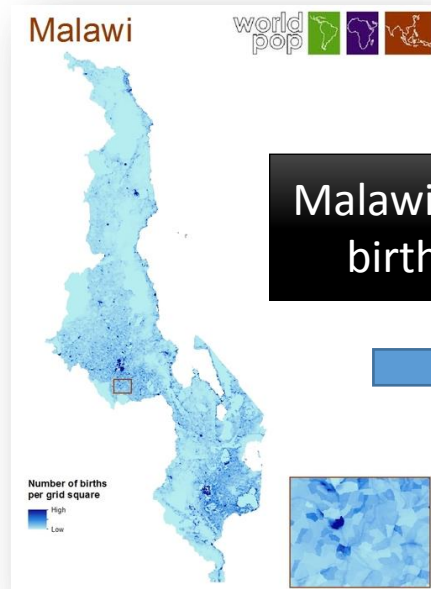 Malawi
world
pop
Malawi
birth
Number of births
per grid square
High
Low